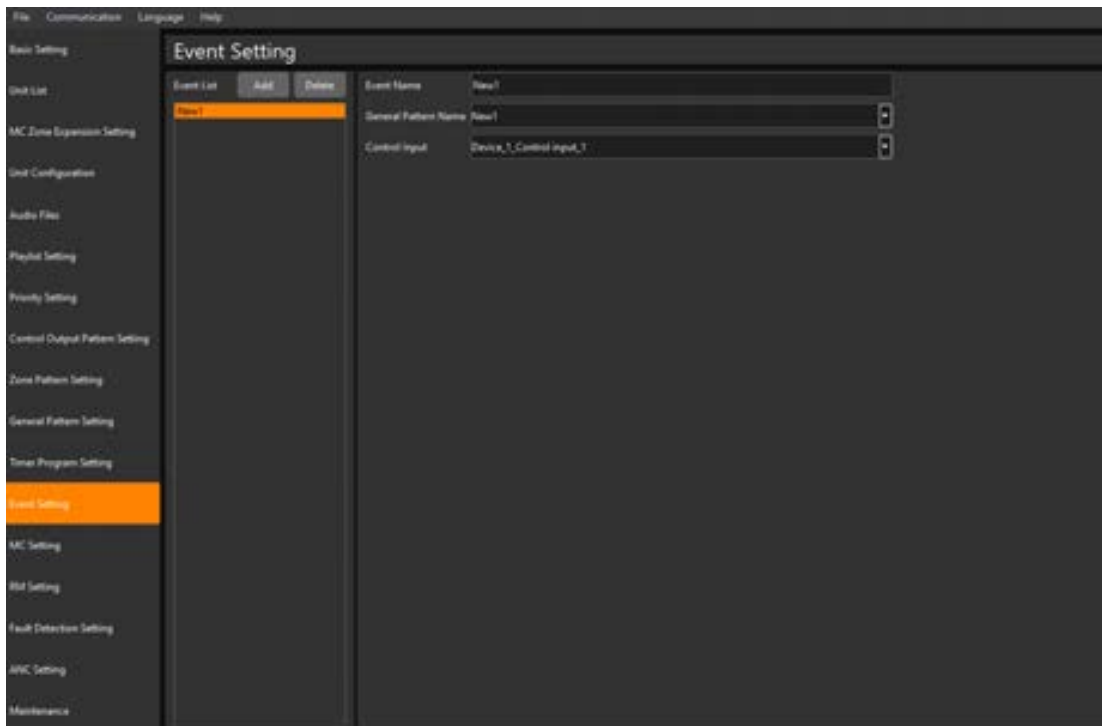 File Communication Language Help
Basic Setting
Unit List
MC Zone Expansion Setting
Unit Configuration
Audio Files
Playlist Setting
Priority Setting
Control Output Pattern Setting
Zone Pattern Setting
General Pattern Setting
Timer Program Setting
Event Setting
MC Setting
RM Setting
Fault Detection Setting
ANC Setting
Maintenance
Event Setting
Event List Add Delete
New1
Event Name New1
General Pattern Name New1
Control Input Device_1_Control input_1